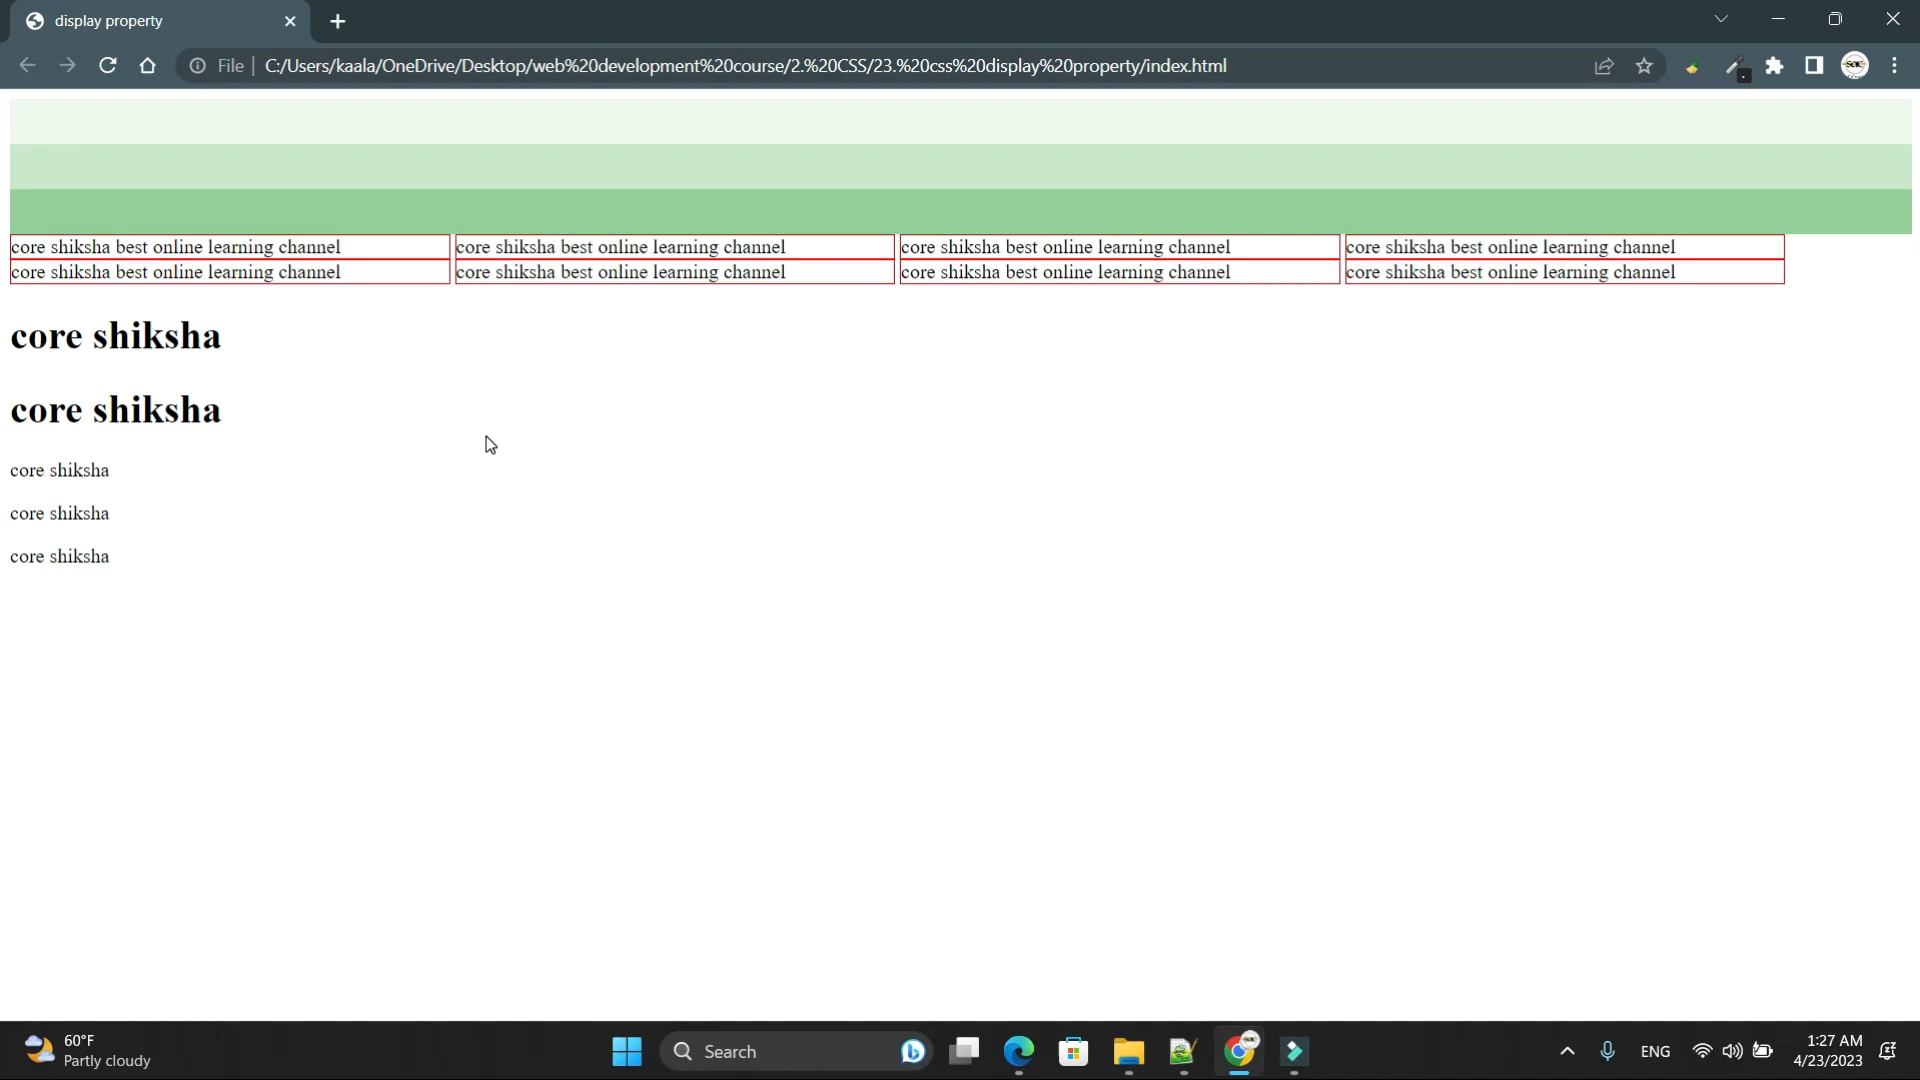 display property
File
C:/Users/kaala/OneDrive/Desktop/web%20development%20course/2.%20CSS/23.%20css%20display%20property/index.html
core shiksha best online learning channel core shiksha best online learning channel core shiksha best online learning channel core shiksha best online learning channel
core shiksha best online learning channel core shiksha best online learning channel core shiksha best online learning channel core shiksha best online learning channel
core shiksha
core shiksha
core shiksha
core shiksha
core shiksha
60°F
Partly cloudy
Search
ENG
1:27 AM
4/23/2023